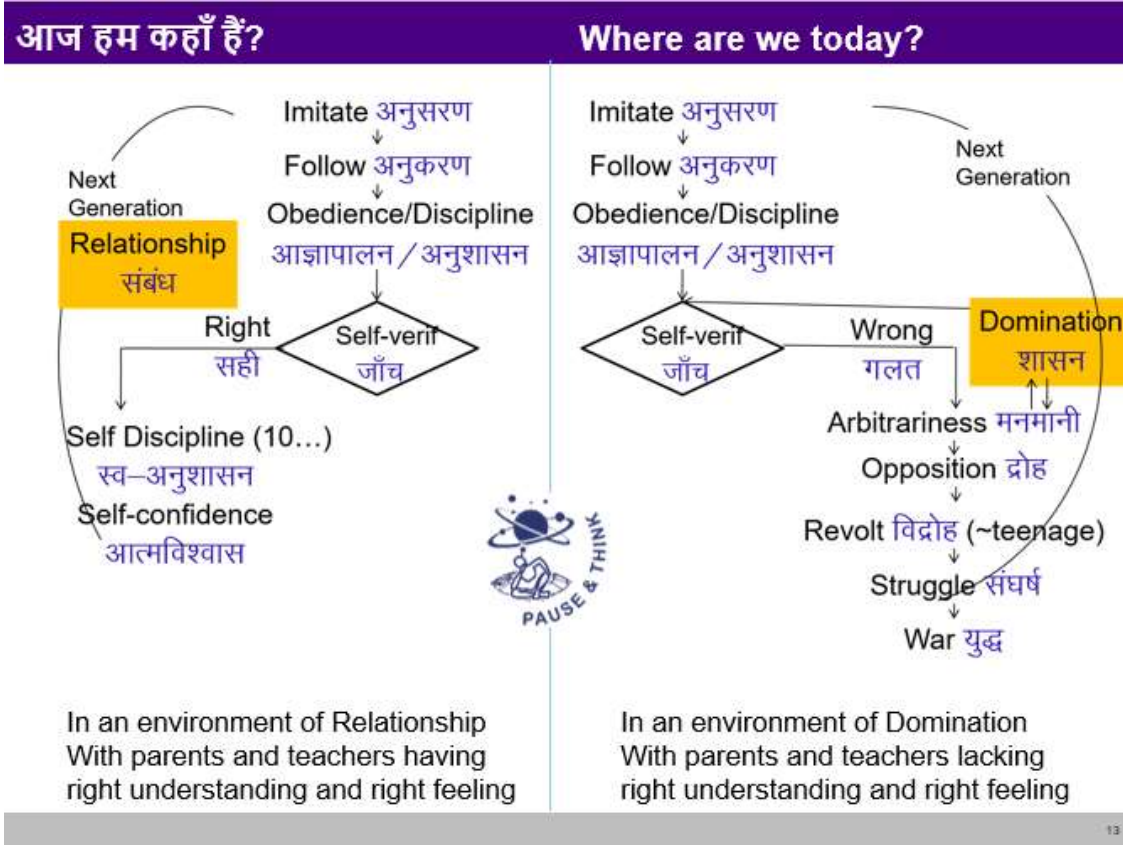 आज हम कहाँ हैं?
Where are we today?
Imitate अनुसरण
Follow अनुकरण
Next
Generation
Obedience/Discipline
आज्ञापालन / अनुशासन
Relationship
संबंध
Right
सही
Self-verif
जाँच
Self Discipline (10...)
स्व–अनुशासन
Self-confidence
आत्मविश्वास
In an environment of Relationship
With parents and teachers having
right understanding and right feeling
PAUSE & THINK
Imitate अनुसरण
Follow अनुकरण
Next
Generation
Obedience/Discipline
आज्ञापालन / अनुशासन
Self-verif
जाँच
Wrong
गलत
Domination
शासन
Arbitrariness मनमानी
Opposition द्रोह
Revolt विद्रोह (~teenage)
Struggle संघर्ष
War युद्ध
In an environment of Domination
With parents and teachers lacking
right understanding and right feeling
13